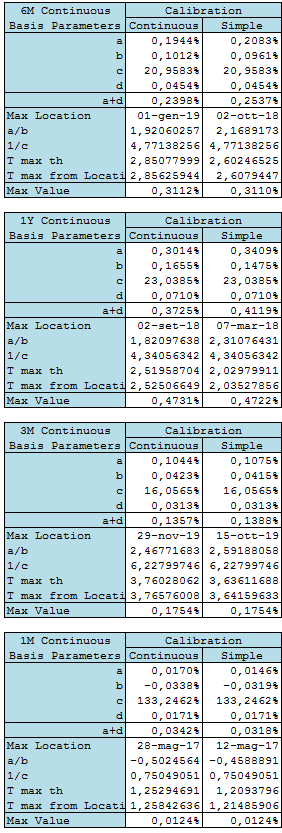 6M Continuous Calibration
Basis Parameters Continuous Simple
a 0,1944% 0,2083%
b 0,1012% 0,0961%
c 20,9583% 20,9583%
d 0,0454% 0,0454%
a+d 0,2398% 0,2537%
Max Location 01-gen-19 02-ott-18
a/b 1,92060257 2,1689173
1/c 4,77138256 4,77138256
T max th 2,85077999 2,60246525
T max from Locati 2,85625944 2,6079447
Max Value 0,3112% 0,3110%
1Y Continuous Calibration
Basis Parameters Continuous Simple
a 0,3014% 0,3409%
b 0,1655% 0,1475%
c 23,0385% 23,0385%
d 0,0710% 0,0710%
a+d 0,3725% 0,4119%
Max Location 02-set-18 07-mar-18
a/b 1,82097638 2,31076431
1/c 4,34056342 4,34056342
T max th 2,51958704 2,02979911
T max from Locati 2,52506649 2,03527856
Max Value 0,4731% 0,4722%
3M Continuous Calibration
Basis Parameters Continuous Simple
a 0,1044% 0,1075%
b 0,0423% 0,0415%
c 16,0565% 16,0565%
d 0,0313% 0,0313%
a+d 0,1357% 0,1388%
Max Location 29-nov-19 15-ott-19
a/b 2,46771683 2,59188058
1/c 6,22799746 6,22799746
T max th 3,76028062 3,63611688
T max from Locati 3,76576008 3,64159633
Max Value 0,1754% 0,1754%
1M Continuous Calibration
Basis Parameters Continuous Simple
a 0,0170% 0,0146%
b -0,0338% -0,0319%
c 133,2462% 133,2462%
d 0,0171% 0,0171%
a+d 0,0342% 0,0318%
Max Location 28-mag-17 12-mag-17
a/b -0,5024564 -0,4588891
1/c 0,75049051 0,75049051
T max th 1,25294691 1,2093796
T max from Locati 1,25842636 1,21485906
Max Value 0,0124% 0,0124%